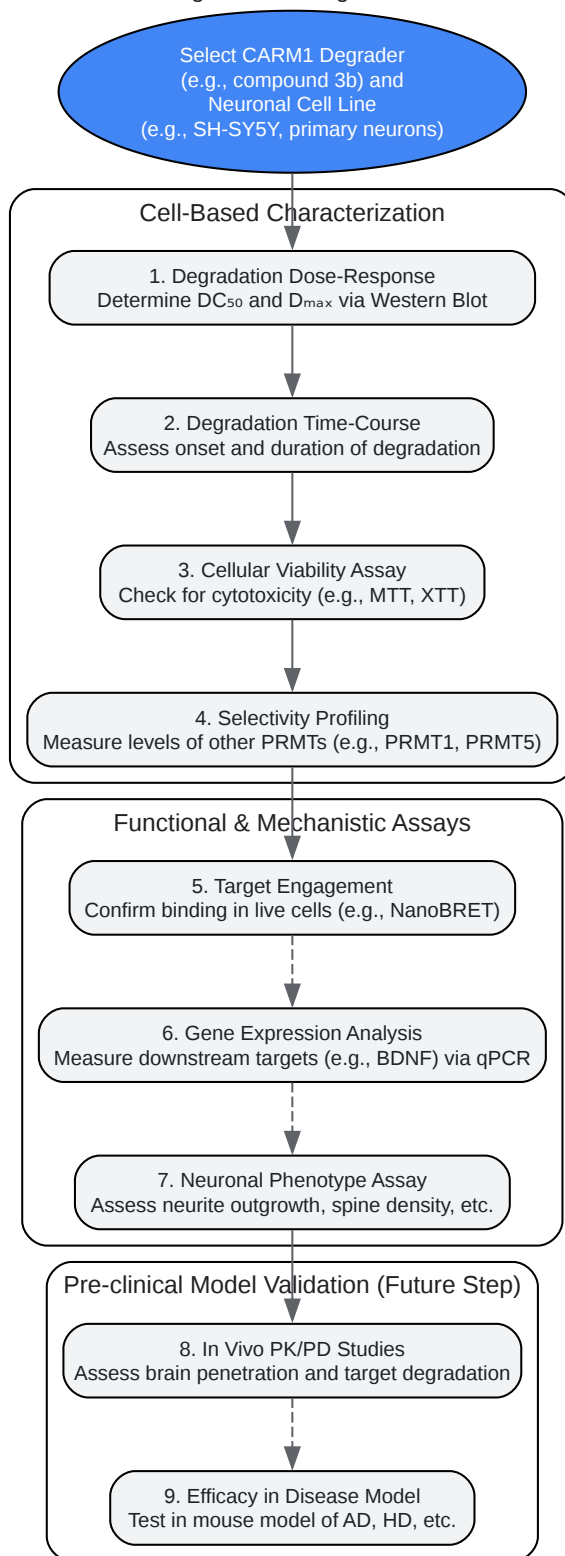 Select CARM1 Degrader
(e.g., compound 3b) and
Neuronal Cell Line
(e.g., SH-SY5Y, primary neurons)
Cell-Based Characterization
1. Degradation Dose-Response
Determine DC₅₀ and Dₘₐₓ via Western Blot
2. Degradation Time-Course
Assess onset and duration of degradation
3. Cellular Viability Assay
Check for cytotoxicity (e.g., MTT, XTT)
4. Selectivity Profiling
Measure levels of other PRMTs (e.g., PRMT1, PRMT5)
Functional & Mechanistic Assays
5. Target Engagement
Confirm binding in live cells (e.g., NanoBRET)
6. Gene Expression Analysis
Measure downstream targets (e.g., BDNF) via qPCR
7. Neuronal Phenotype Assay
Assess neurite outgrowth, spine density, etc.
Pre-clinical Model Validation (Future Step)
8. In Vivo PK/PD Studies
Assess brain penetration and target degradation
9. Efficacy in Disease Model
Test in mouse model of AD, HD, etc.